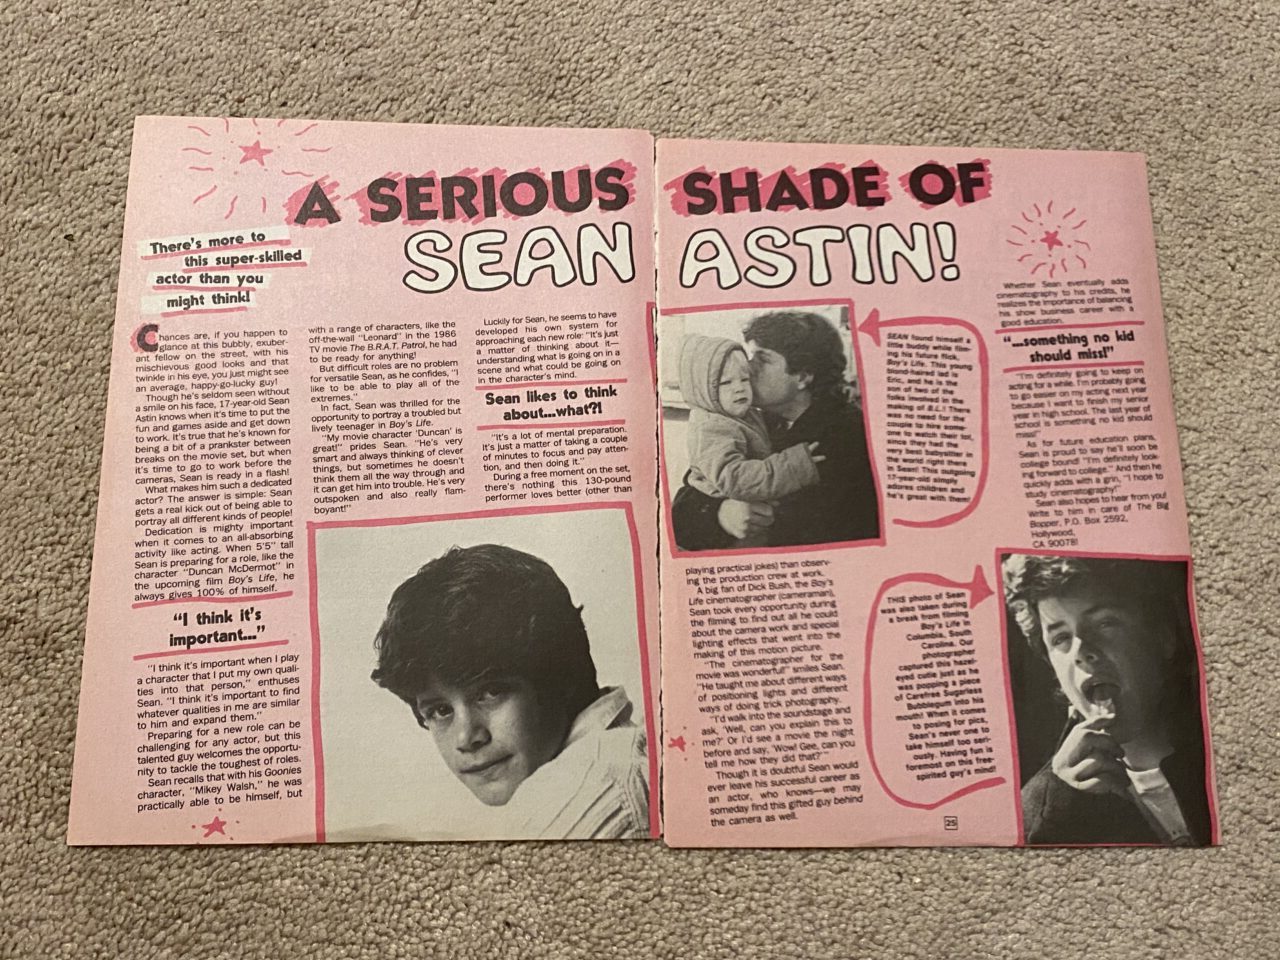 A SERIOUS SHADE OF
SEAN ASTIN!
There's more to
this super-skilled
actor than you
might think!
Chances are, if you happen to
glance at this bubbly, exuber-
ant fellow on the street, with his
mischievous good looks and that
twinkle in his eye, you just might see
an average, happy-go-lucky guy!
Though he's seldom seen without
a smile on his face, 17-year-old Sean
Astin knows when it's time to put the
fun and games aside and get down
to work. It's true that he's known for
being a bit of a prankster between
breaks on the movie set, but when
it's time to go to work before the
cameras, Sean is ready in a flash!
What makes him such a dedicated
actor? The answer is simple: Sean
gets a real kick out of being able to
portray all different kinds of people!
Dedication is mighty important
when it comes to an all-absorbing
activity like acting. When 5'5" tall
Sean is preparing for a role, like the
character "Duncan McDermot" in
the upcoming film Boy's Life, he
always gives 100% of himself.
"I think it's
important..."
"I think it's important when I play
a character that I put my own quali-
ties into that person," enthuses
Sean. "I think it's important to find
whatever qualities in me are similar
to him and expand them."
Preparing for a new role can be
challenging for any actor, but this
talented guy welcomes the opportu-
nity to tackle the toughest of roles.
Sean recalls that with his Goonies
character, "Mikey Walsh," he was
practically able to be himself, but
with a range of characters, like the
off-the-wall "Leonard" in the 1986
TV movie The B.R.A.T. Patrol, he had
to be ready for anything!
But difficult roles are no problem
for versatile Sean, as he confides, "I
like to be able to play all of the
extremes."
In fact, Sean was thrilled for the
opportunity to portray a troubled but
lively teenager in Boy's Life.
"My movie character 'Duncan' is
great!" prides Sean. "He's very
smart and always thinking of clever
things, but sometimes he doesn't
think them all the way through and
it can get him into trouble. He's very
outspoken and also really flam-
boyant!"
Luckily for Sean, he seems to have
developed his own system for
approaching each new role: "It's just
a matter of thinking about it—
understanding what is going on in a
scene and what could be going on
in the character's mind.
Sean likes to think
about...what?!
"It's a lot of mental preparation.
It's just a matter of taking a couple
of minutes to focus and pay atten-
tion, and then doing it."
During a free moment on the set,
there's nothing this 130-pound
performer loves better (other than
playing practical jokes) than observ-
ing the production crew at work.
A big fan of Dick Bush, the Boy's
Life cinematographer (cameraman),
Sean took every opportunity during
the filming to find out all he could
about the camera work and special
lighting effects that went into the
making of this motion picture.
"The cinematographer for the
movie was wonderful!" smiles Sean.
"He taught me about different ways
of positioning lights and different
ways of doing trick photography.
"I'd walk into the soundstage and
ask, 'Well, can you explain this to
me?' Or I'd see a movie the night
before and say, 'Wow! Gee, can you
tell me how they did that?'"
Though it is doubtful Sean would
ever leave his successful career as
an actor, who knows—we may
someday find this gifted guy behind
the camera as well.
SEAN found himself a
little buddy while film-
ing his future flick,
Boy's Life. This young
blond-haired lad is
Eric, and he is the
son of two of the
folks involved in the
making of B.L.! There
was no need for the
couple to hire some-
one to watch their tot,
since they had the
very best babysitter in
the world right there
in Sean! This outgoing
17-year-old simply
adores children and
he's great with them!
Whether Sean eventually adds
cinematography to his credits, he
realizes the importance of balancing
his show business career with a
good education.
"...something no kid
should miss!"
"I'm definitely going to keep on
acting for a while. I'm probably going
to go easier on my acting next year
because I want to finish my senior
year in high school. The last year of
school is something no kid should
miss!"
As for future education plans,
Sean is proud to say he'll soon be
college bound! "I'm definitely look-
ing forward to college." And then he
quickly adds with a grin, "I hope to
study cinematography!"
Sean also hopes to hear from you!
Write to him in care of The Big
Bopper, P.O. Box 2592,
Hollywood,
CA 90078!
THIS photo of Sean
was also taken during
a break from filming
Boy's Life in
Columbia, South
Carolina. Our
photographer
captured this hazel-
eyed cutie just as he
was popping a piece
of Carefree Sugarless
Bubblegum into his
mouth! When it comes
to posing for pics,
Sean's never one to
take himself too seri-
ously. Having fun is
foremost on this free-
spirited guy's mind!
25